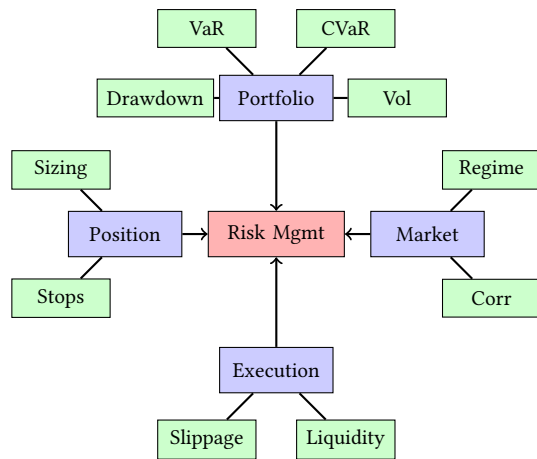 VaR
CVaR
Drawdown
Portfolio
Vol
Sizing
Regime
Position
Risk Mgmt
Market
Stops
Corr
Execution
Slippage
Liquidity